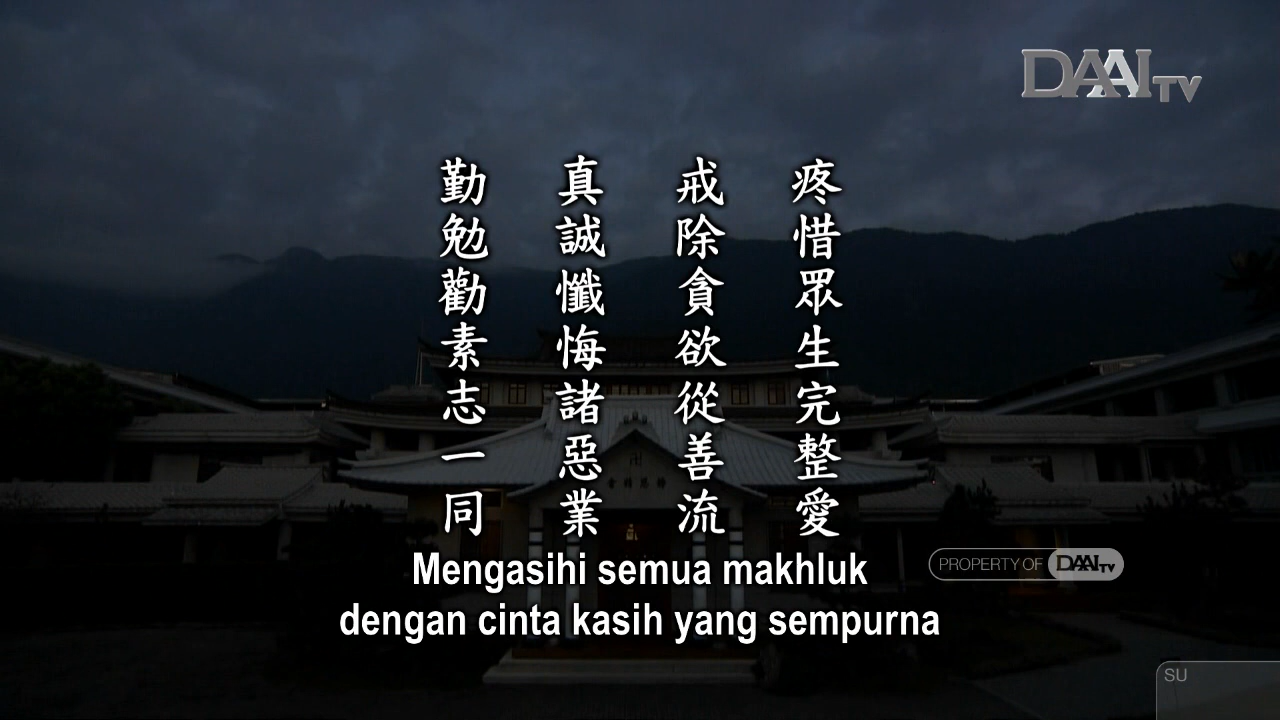 DAAI TV
疼惜眾生完整愛
戒除貪欲從善流
真誠懺悔諸惡業
勤勉勸素志一同
Mengasihi semua makhluk
dengan cinta kasih yang sempurna
PROPERTY OF DAAI TV
SU